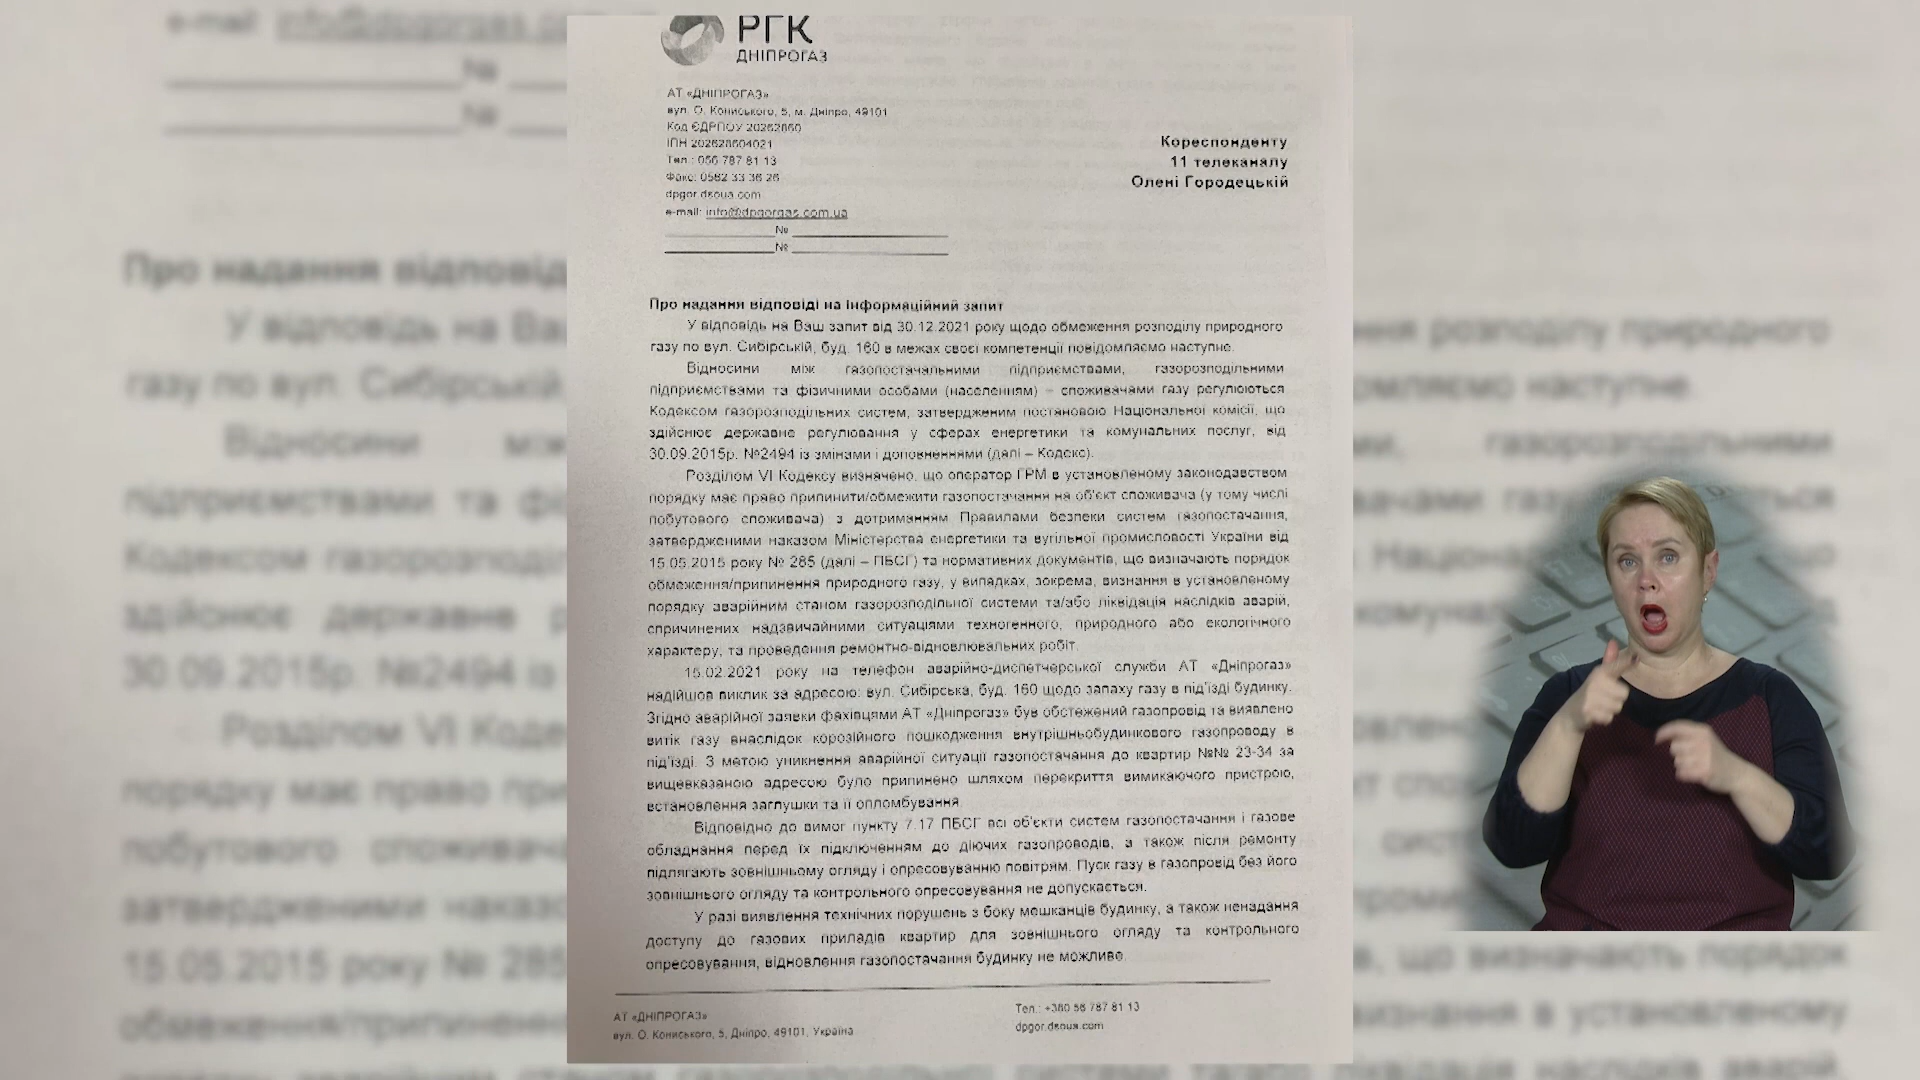 РГК
ДНІПРОГАЗ
АТ «ДНІПРОГАЗ»
вул. О. Кониського, 5, м. Дніпро, 49101
Код ЄДРПОУ 20262860
ІПН 202628604021
Тел.: 056 787 81 13
Факс: 0562 33 36 26
dpgor.dsoua.com
e-mail: info@dpgorgas.com.ua
№
№
Кореспонденту
11 телеканалу
Олені Городецькій
Про надання відповіді на інформаційний запит
У відповідь на Ваш запит від 30.12.2021 року щодо обмеження розподілу природного
газу по вул. Сибірській, буд. 160 в межах своєї компетенції повідомляємо наступне.
Відносини між газопостачальними підприємствами, газорозподільними
підприємствами та фізичними особами (населенням) – споживачами газу регулюються
Кодексом газорозподільних систем, затвердженим постановою Національної комісії, що
здійснює державне регулювання у сферах енергетики та комунальних послуг, від
30.09.2015р. №2494 із змінами і доповненнями (далі – Кодекс).
Розділом VI Кодексу визначено, що оператор ГРМ в установленому законодавством
порядку має право припинити/обмежити газопостачання на об'єкт споживача (у тому числі
побутового споживача) з дотриманням Правилами безпеки систем газопостачання,
затвердженими наказом Міністерства енергетики та вугільної промисловості України від
15.05.2015 року № 285 (далі – ПБСГ) та нормативних документів, що визначають порядок
обмеження/припинення природного газу, у випадках, зокрема, визнання в установленому
порядку аварійним станом газорозподільної системи та/або ліквідація наслідків аварій,
спричинених надзвичайними ситуаціями техногенного, природного або екологічного
характеру, та проведення ремонтно-відновлювальних робіт.
15.02.2021 року на телефон аварійно-диспетчерської служби АТ «Дніпрогаз»
надійшов виклик за адресою: вул. Сибірська, буд. 160 щодо запаху газу в під'їзді будинку.
Згідно аварійної заявки фахівцями АТ «Дніпрогаз» був обстежений газопровід та виявлено
витік газу внаслідок корозійного пошкодження внутрішньобудинкового газопроводу в
під'їзді. З метою уникнення аварійної ситуації газопостачання до квартир №№ 23-34 за
вищевказаною адресою було припинено шляхом перекриття вимикаючого пристрою,
встановлення заглушки та її опломбування.
Відповідно до вимог пункту 7.17 ПБСГ всі об'єкти систем газопостачання і газове
обладнання перед їх підключенням до діючих газопроводів, а також після ремонту
підлягають зовнішньому огляду і опресовуванню повітрям. Пуск газу в газопровід без його
зовнішнього огляду та контрольного опресовування не допускається.
У разі виявлення технічних порушень з боку мешканців будинку, а також ненадання
доступу до газових приладів квартир для зовнішнього огляду та контрольного
опресовування, відновлення газопостачання будинку не можливе.
АТ «ДНІПРОГАЗ»
вул. О. Кониського, 5, Дніпро, 49101, Україна
Тел.: +380 56 787 81 13
dpgor.dsoua.com